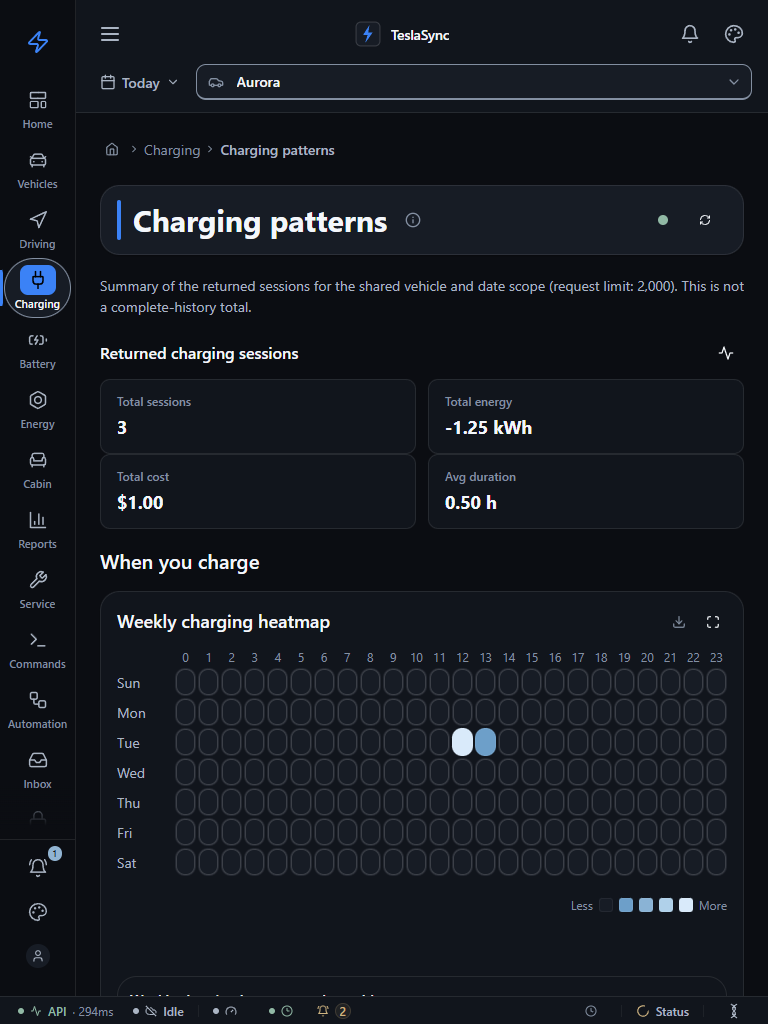 TeslaSync
Today
Aurora
Home
Vehicles
Driving
Charging
Battery
Energy
Cabin
Reports
Service
Commands
Automation
Inbox
1
Charging
Charging patterns
Charging patterns
Summary of the returned sessions for the shared vehicle and date scope (request limit: 2,000). This is not
a complete-history total.
Returned charging sessions
Total sessions
3
Total energy
-1.25 kWh
Total cost
$1.00
Avg duration
0.50 h
When you charge
Weekly charging heatmap
0 1 2 3 4 5 6 7 8 9 10 11 12 13 14 15 16 17 18 19 20 21 22 23
Sun
Mon
Tue
Wed
Thu
Fri
Sat
Less More
API · 294ms Idle 2 Status